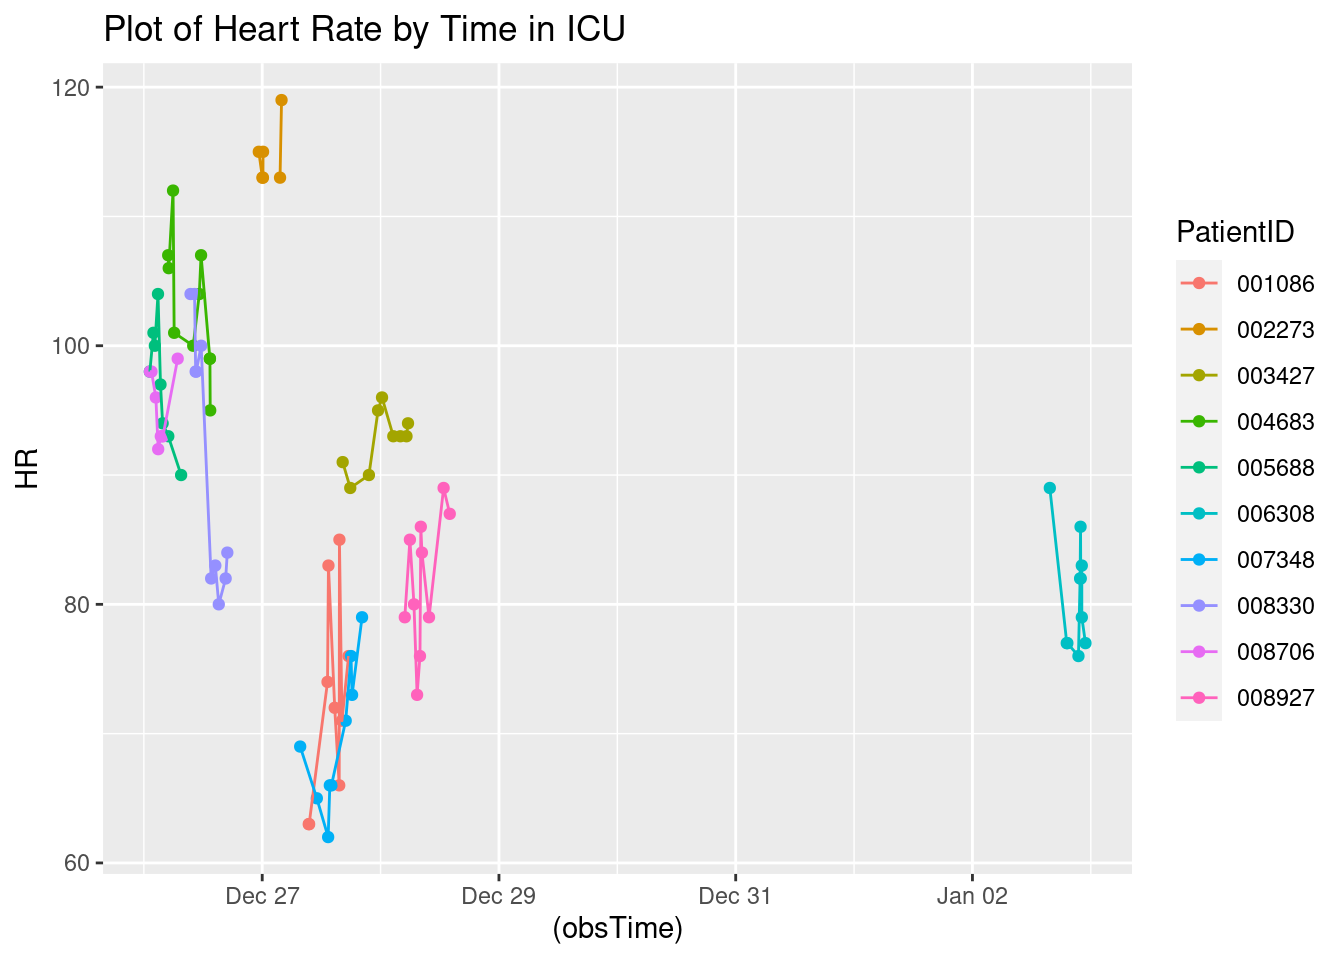 Plot of Heart Rate by Time in ICU
120
100
80
60
HR
Dec 27
Dec 29
Dec 31
Jan 02
(obsTime)
PatientID
001086
002273
003427
004683
005688
006308
007348
008330
008706
008927